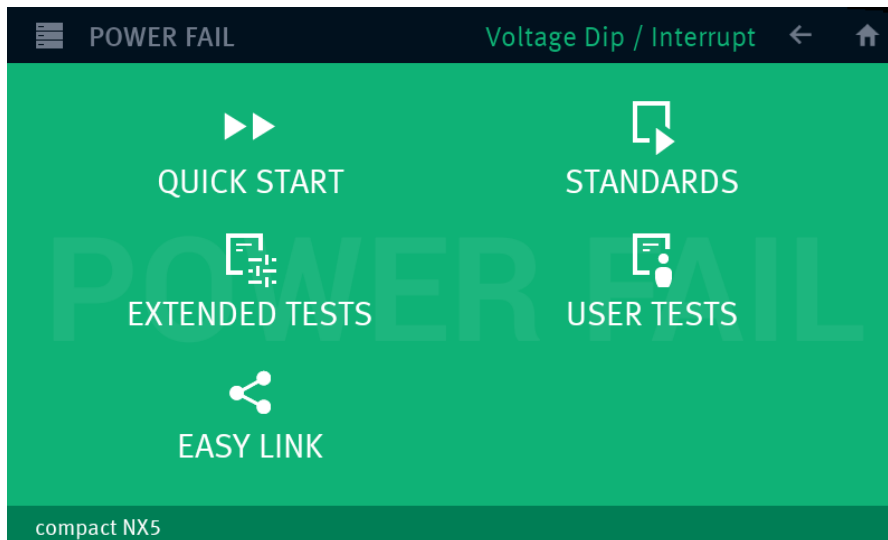 POWER FAIL
Voltage Dip / Interrupt
QUICK START
STANDARDS
POWER FAIL
EXTENDED TESTS
USER TESTS
EASY LINK
compact NX5